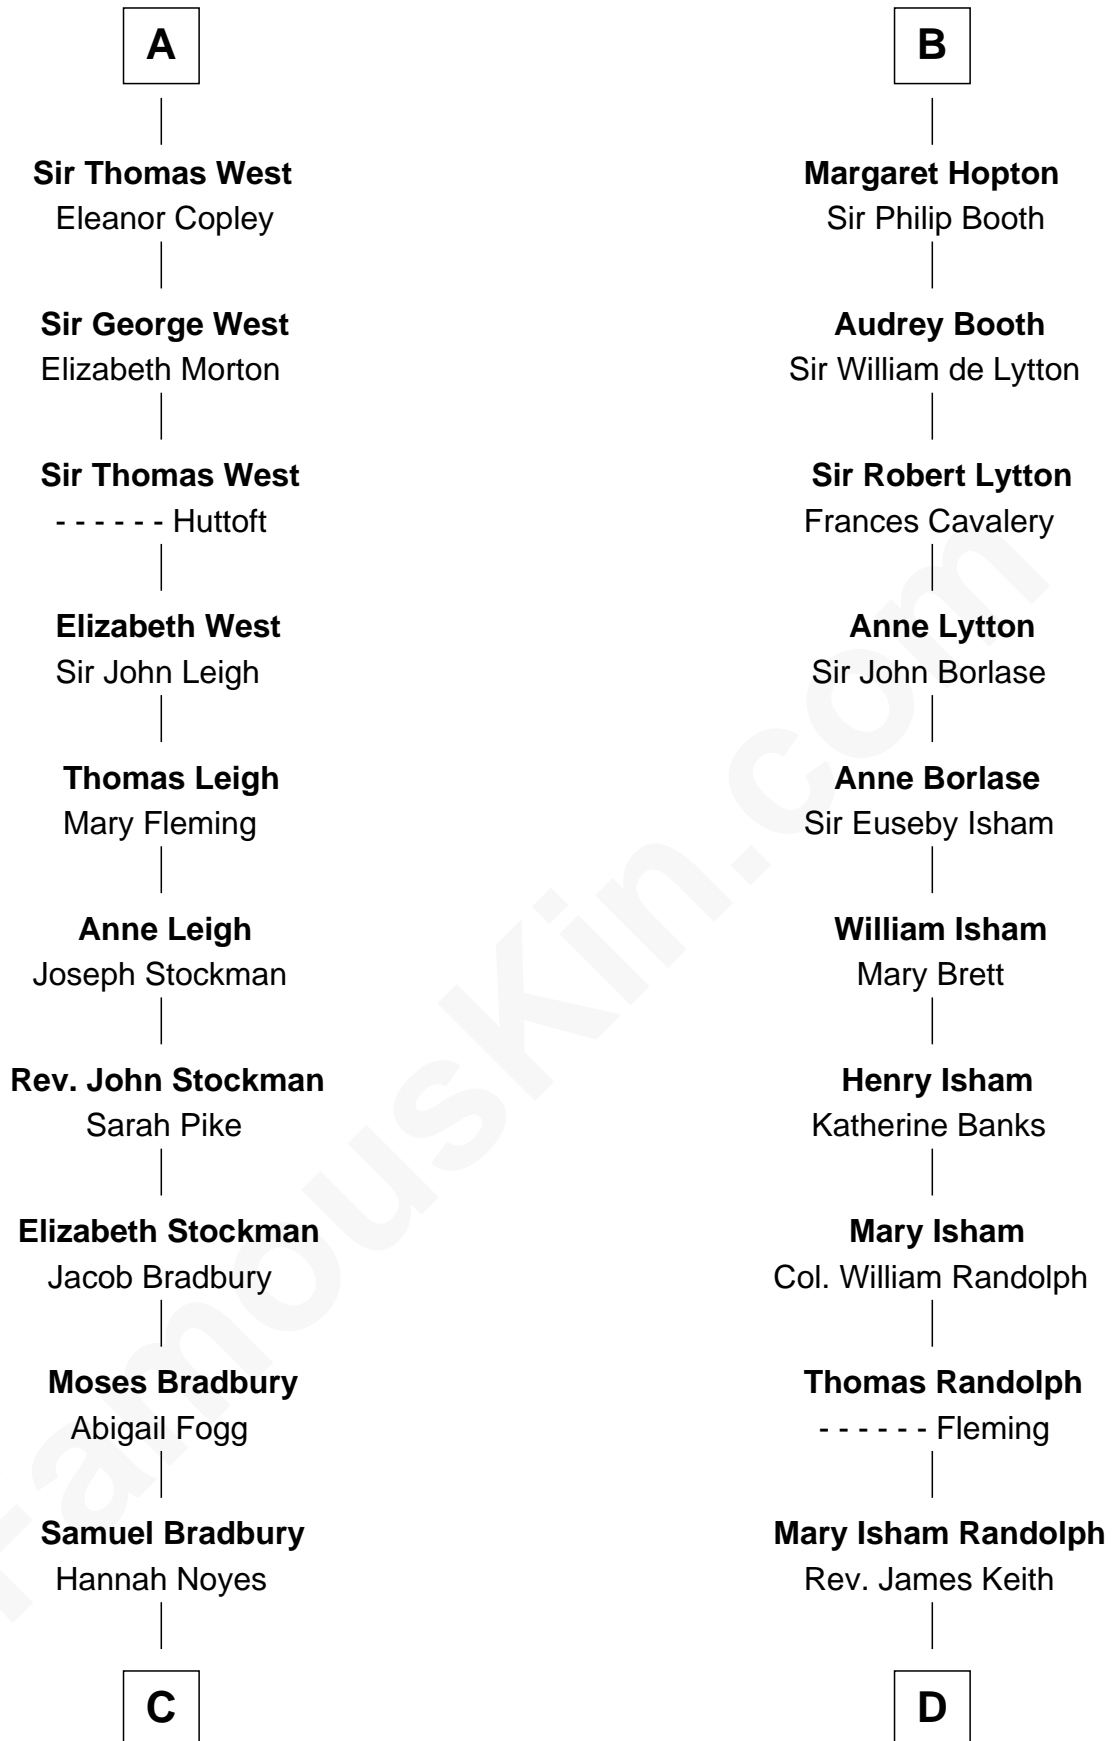 A
Sir Thomas West
Eleanor Copley
Sir George West
Elizabeth Morton
Sir Thomas West
- - - - - - Huttoft
Elizabeth West
Sir John Leigh
Thomas Leigh
Mary Fleming
Anne Leigh
Joseph Stockman
Rev. John Stockman
Sarah Pike
Elizabeth Stockman
Jacob Bradbury
Moses Bradbury
Abigail Fogg
Samuel Bradbury
Hannah Noyes
C
B
Margaret Hopton
Sir Philip Booth
Audrey Booth
Sir William de Lytton
Sir Robert Lytton
Frances Cavalery
Anne Lytton
Sir John Borlase
Anne Borlase
Sir Euseby Isham
William Isham
Mary Brett
Henry Isham
Katherine Banks
Mary Isham
Col. William Randolph
Thomas Randolph
- - - - - - Fleming
Mary Isham Randolph
Rev. James Keith
D
FamousKin.com